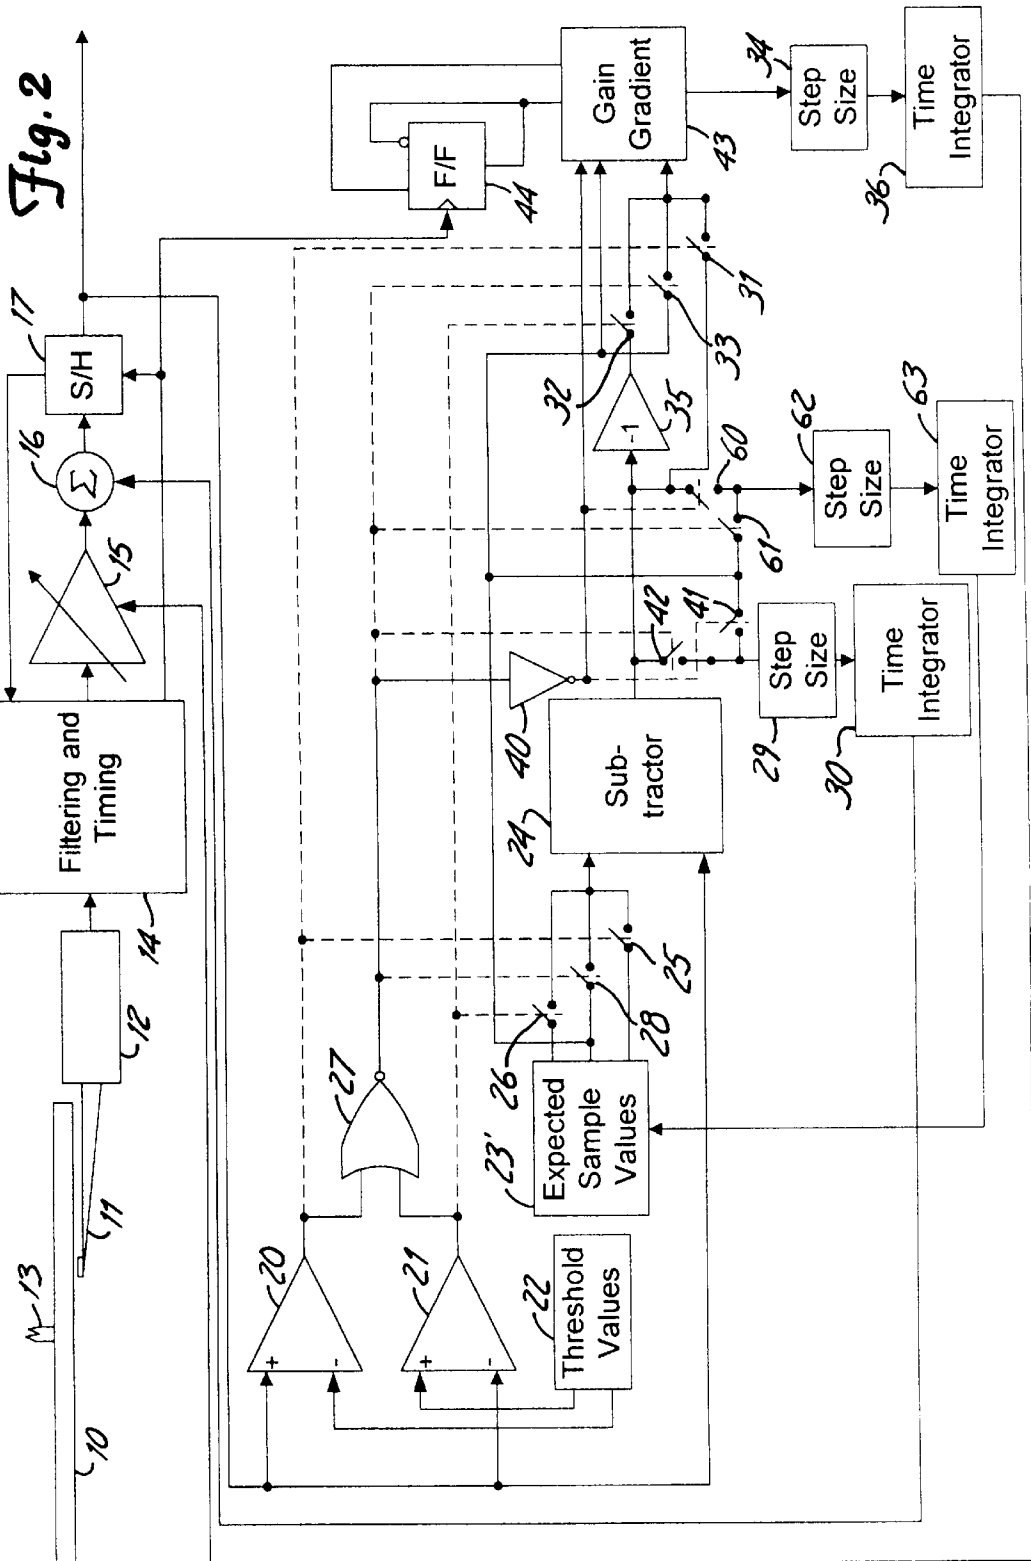 Fig. 2
10
13
11
12
14
Filtering and
Timing
15
16
Σ
17
S/H
20
+
-
21
+
-
22
Threshold
Values
27
23'
Expected
Sample
Values
26
28
25
24
Sub-
tractor
40
42
41
29
Step
Size
30
Time
Integrator
-1
35
32
33
31
60
61
62
Step
Size
63
Time
Integrator
F/F
44
Gain
Gradient
43
34
Step
Size
36
Time
Integrator